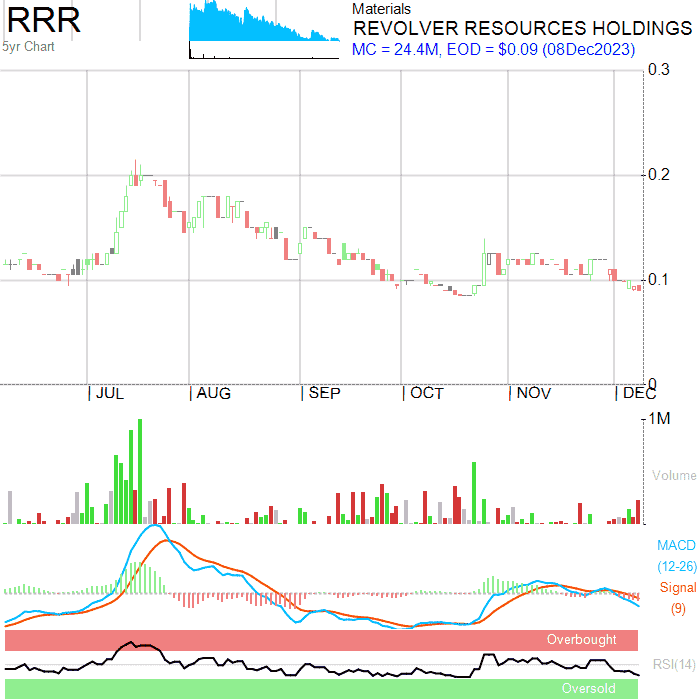 RRR
5yr Chart
Materials
REVOLVER RESOURCES HOLDINGS
MC = 24.4M, EOD = $0.09 (08Dec2023)
0.3
0.2
0.1
0
JUL
AUG
SEP
OCT
NOV
DEC
1M
Volume
MACD
(12-26)
Signal
(9)
Overbought
RSI(14)
Oversold